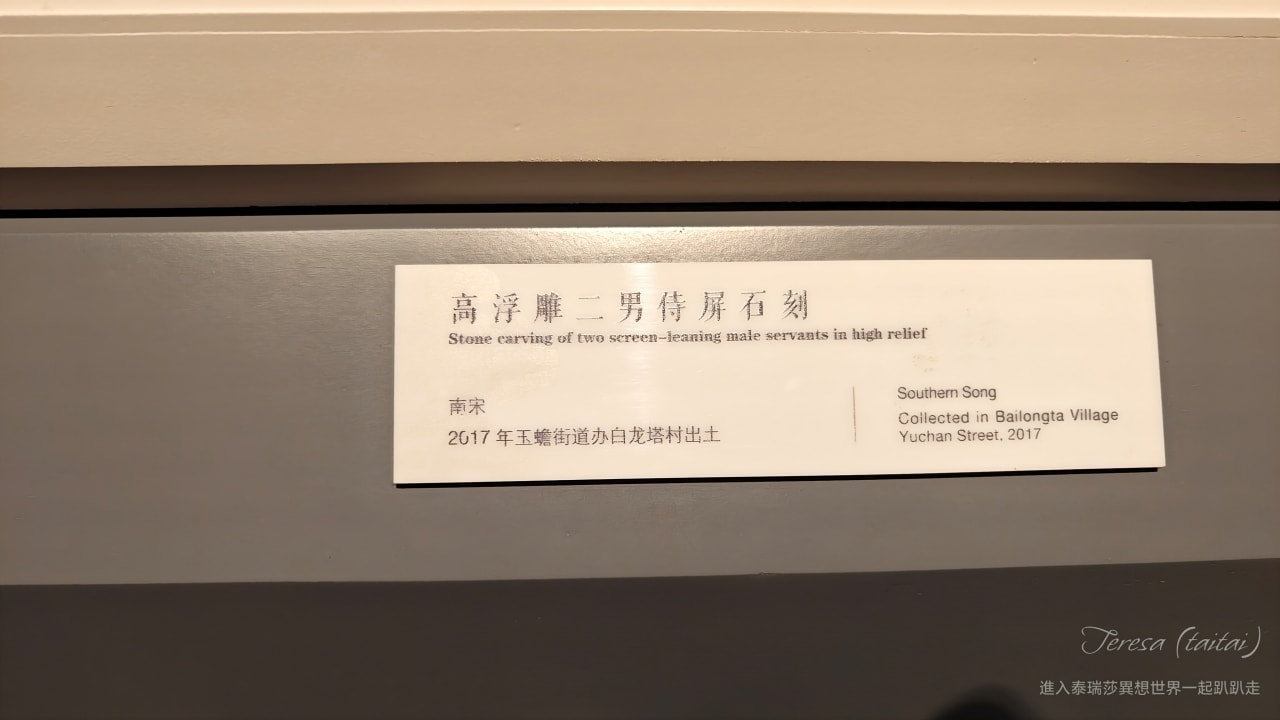 高浮雕二男侍屏石刻
Stone carving of two screen-leaning male servants in high relief
南宋
2017 年玉蟾街道办白龙塔村出土
Southern Song
Collected in Bailongta Village
Yuchan Street, 2017
Teresa (taitai)
進入泰瑞莎異想世界一起趴趴走